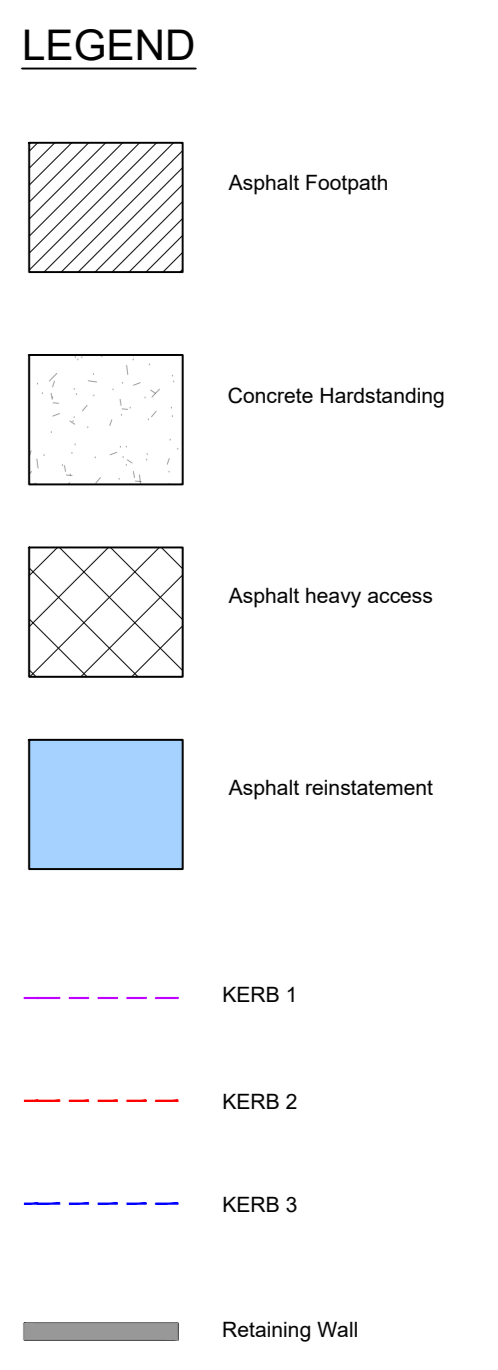 LEGEND
Asphalt Footpath
Concrete Hardstanding
Asphalt heavy access
Asphalt reinstatement
KERB 1
KERB 2
KERB 3
Retaining Wall